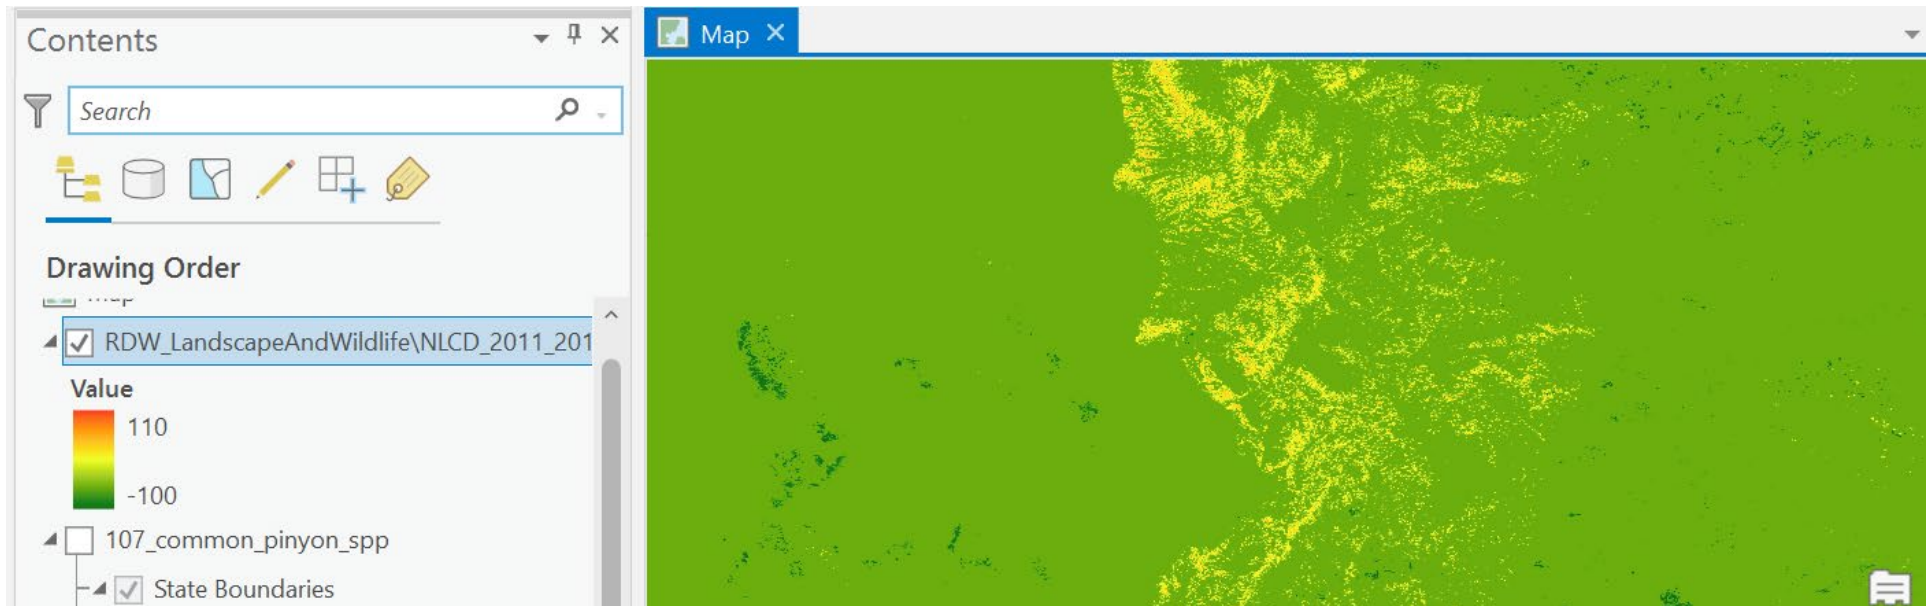 Contents
Map
Search
Drawing Order
RDW_LandscapeAndWildlife\NLCD_2011_201
Value
110
-100
107_common_pinyon_spp
State Boundaries